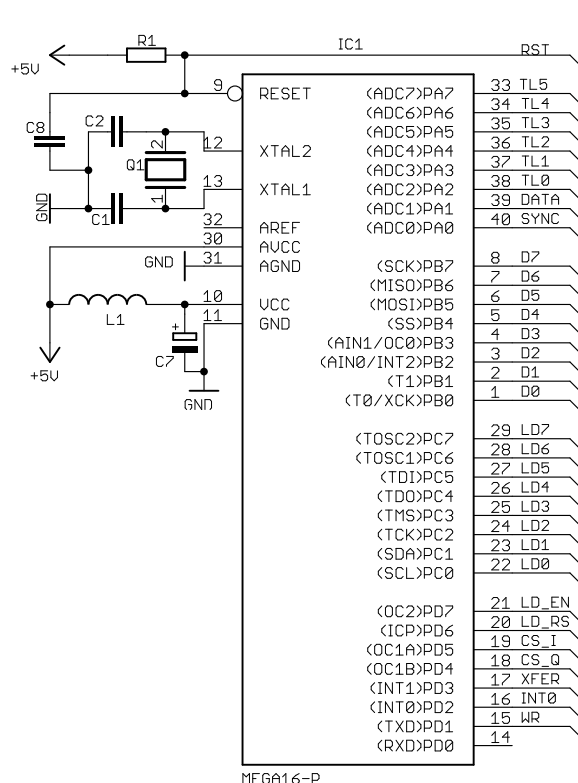 R1
IC1
RST
+5V
9
RESET
(ADC7)PA7
33 TL5
(ADC6)PA6
34 TL4
C8
C2
(ADC5)PA5
35 TL3
2
12
XTAL2
(ADC4)PA4
36 TL2
Q1
(ADC3)PA3
37 TL1
1
13
XTAL1
(ADC2)PA2
38 TL0
GND
C1
(ADC1)PA1
39 DATA
32
AREF
(ADC0)PA0
40 SYNC
30
AVCC
GND
31
AGND
(SCK)PB7
8 D7
(MISO)PB6
7 D6
10
VCC
(MOSI)PB5
6 D5
L1
11
GND
(SS)PB4
5 D4
+
(AIN1/OC0)PB3
4 D3
C7
(AIN0/INT2)PB2
3 D2
+5V
(T1)PB1
2 D1
GND
(T0/XCK)PB0
1 D0
(TOSC2)PC7
29 LD7
(TOSC1)PC6
28 LD6
(TDI)PC5
27 LD5
(TDO)PC4
26 LD4
(TMS)PC3
25 LD3
(TCK)PC2
24 LD2
(SDA)PC1
23 LD1
(SCL)PC0
22 LD0
(OC2)PD7
21 LD_EN
(ICP)PD6
20 LD_RS
(OC1A)PD5
19 CS_I
(OC1B)PD4
18 CS_Q
(INT1)PD3
17 XFER
(INT0)PD2
16 INT0
(TXD)PD1
15 WR
(RXD)PD0
14
MEGA16-P